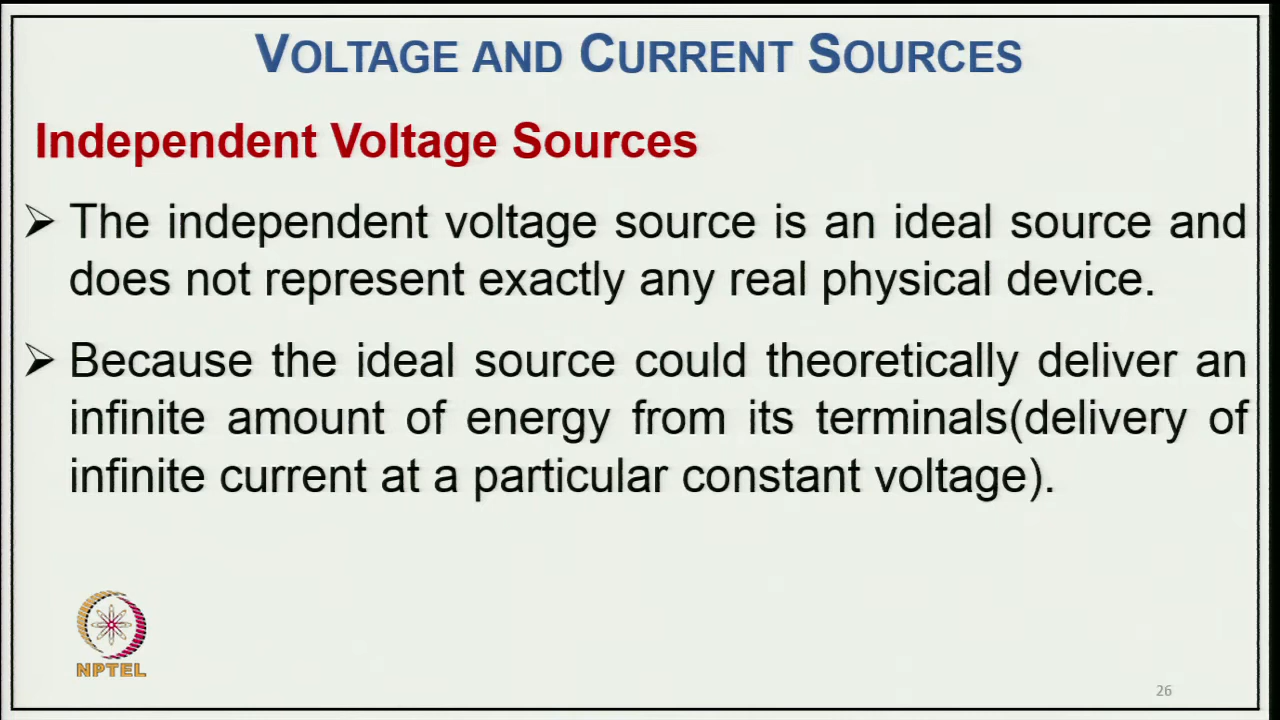 VOLTAGE AND CURRENT SOURCES
Independent Voltage Sources
➢ The independent voltage source is an ideal source and
does not represent exactly any real physical device.
➢ Because the ideal source could theoretically deliver an
infinite amount of energy from its terminals(delivery of
infinite current at a particular constant voltage).
NPTEL
26